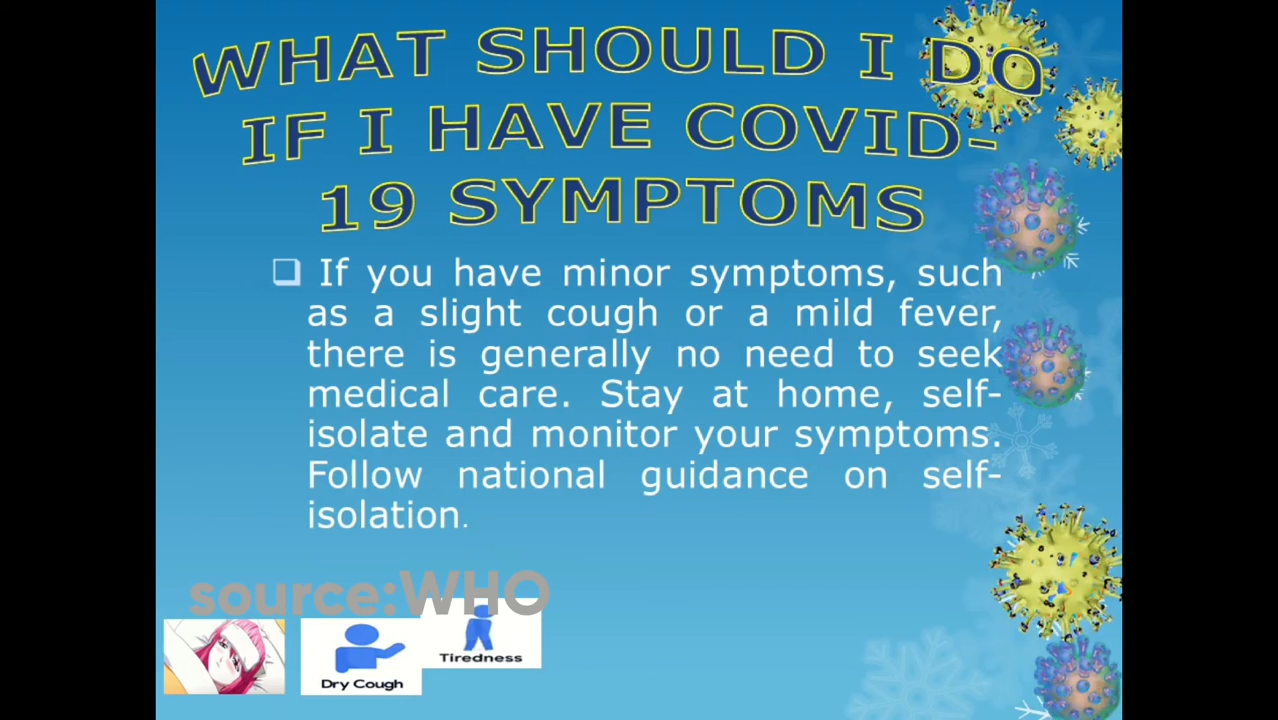 WHAT SHOULD I DO
IF I HAVE COVID-
19 SYMPTOMS
If you have minor symptoms, such
as a slight cough or a mild fever,
there is generally no need to seek
medical care. Stay at home, self-
isolate and monitor your symptoms.
Follow national guidance on self-
isolation.
source:WHO
Tiredness
Dry Cough